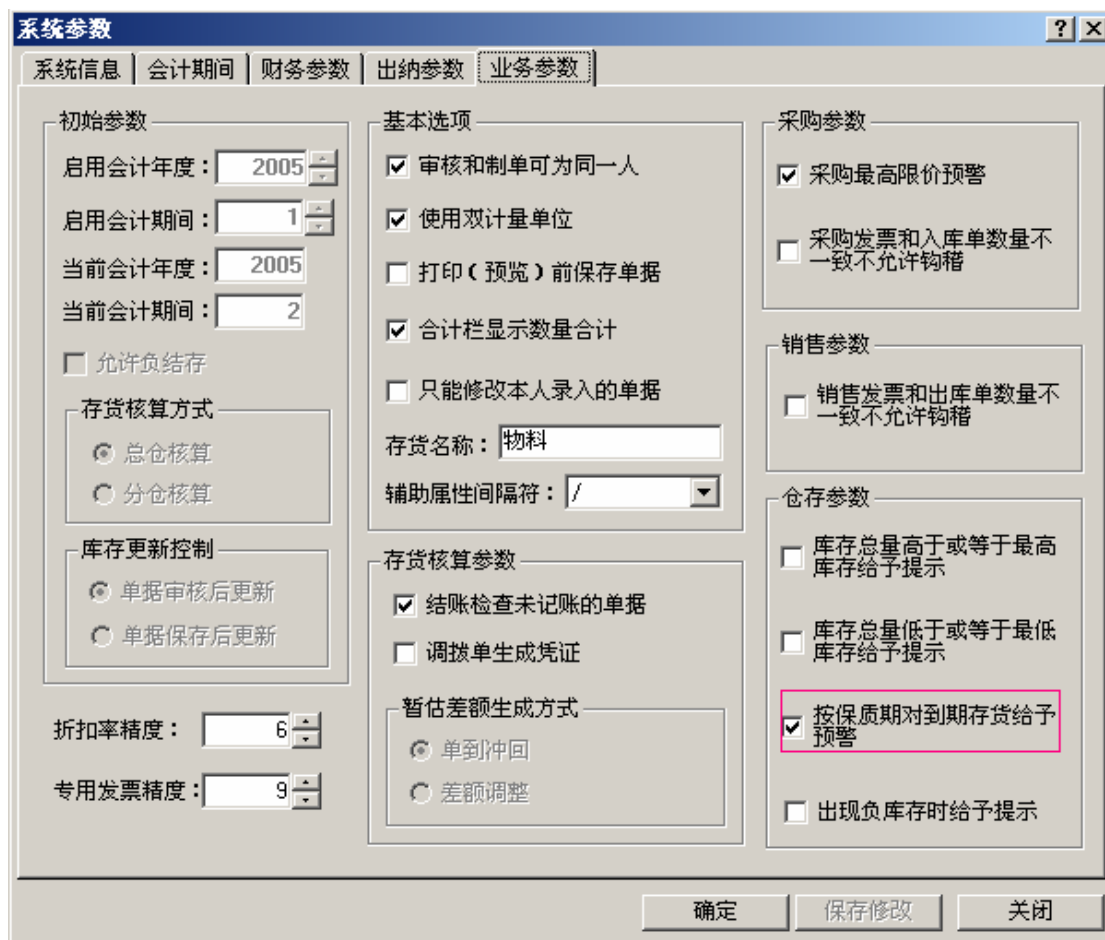 系统参数
系统信息 会计期间 财务参数 出纳参数 业务参数
初始参数
启用会计年度： 2005
启用会计期间： 1
当前会计年度： 2005
当前会计期间： 2
允许负结存
存货核算方式
总仓核算
分仓核算
库存更新控制
单据审核后更新
单据保存后更新
折扣率精度： 6
专用发票精度： 9
基本选项
审核和制单可为同一人
使用双计量单位
打印（预览）前保存单据
合计栏显示数量合计
只能修改本人录入的单据
存货名称： 物料
辅助属性间隔符： /
存货核算参数
结账检查未记账的单据
调拨单生成凭证
暂估差额生成方式
单到冲回
差额调整
采购参数
采购最高限价预警
采购发票和入库单数量不
一致不允许钩稽
销售参数
销售发票和出库单数量不
一致不允许钩稽
仓存参数
库存总量高于或等于最高
库存给予提示
库存总量低于或等于最低
库存给予提示
按保质期对到期存货给予
预警
出现负库存时给予提示
确定 保存修改 关闭